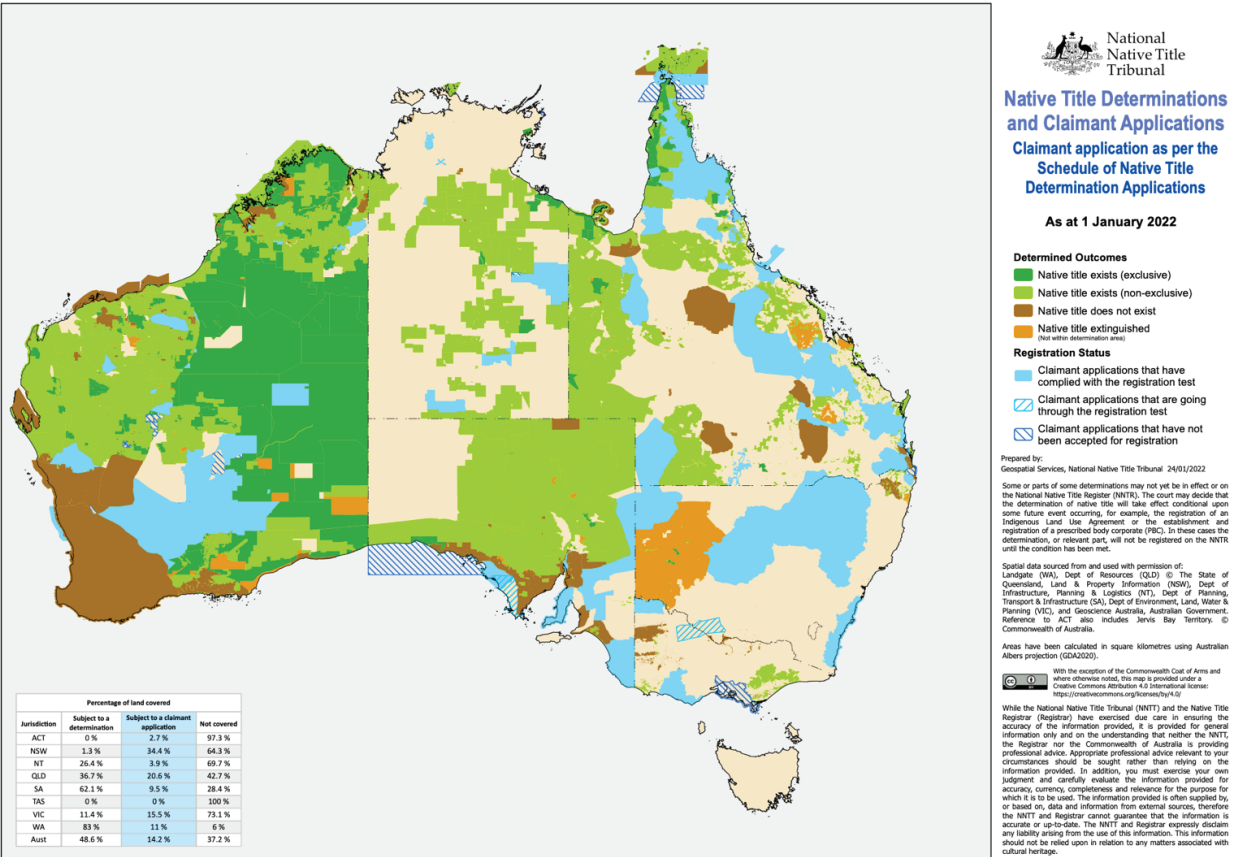 National
Native Title
Tribunal
Native Title Determinations
and Claimant Applications
Claimant application as per the
Schedule of Native Title
Determination Applications
As at 1 January 2022
Determined Outcomes
Native title exists (exclusive)
Native title exists (non-exclusive)
Native title does not exist
Native title extinguished
(Not within determination area)
Registration Status
Claimant applications that have
complied with the registration test
Claimant applications that are going
through the registration test
Claimant applications that have not
been accepted for registration
Prepared by:
Geospatial Services, National Native Title Tribunal 24/01/2022
Some or parts of some determinations may not yet be in effect or on
the National Native Title Register (NNTR). The court may decide that
the determination of native title will take effect conditional upon
some future event occurring, for example, the registration of an
Indigenous Land Use Agreement or the establishment and
registration of a prescribed body corporate (PBC). In these cases the
determination, or relevant part, will not be registered on the NNTR
until the condition has been met.
Spatial data sourced from and used with permission of:
Landgate (WA), Dept of Resources (QLD) © The State of
Queensland, Land & Property Information (NSW), Dept of
Infrastructure, Planning & Logistics (NT), Dept of Planning,
Transport & Infrastructure (SA), Dept of Environment, Land, Water &
Planning (VIC), and Geoscience Australia, Australian Government.
Reference to ACT also includes Jervis Bay Territory. ©
Commonwealth of Australia.
Areas have been calculated in square kilometres using Australian
Albers projection (GDA2020).
With the exception of the Commonwealth Coat of Arms and
where otherwise noted, this map is provided under a
Creative Commons Attribution 4.0 International license:
https://creativecommons.org/licenses/by/4.0/
While the National Native Title Tribunal (NNTT) and the Native Title
Registrar (Registrar) have exercised due care in ensuring the
accuracy of the information provided, it is provided for general
information only and on the understanding that neither the NNTT,
the Registrar nor the Commonwealth of Australia is providing
professional advice. Appropriate professional advice relevant to your
circumstances should be sought rather than relying on the
information provided. In addition, you must exercise your own
judgment and carefully evaluate the information provided for
accuracy, currency, completeness and relevance for the purpose for
which it is to be used. The information provided is often supplied by,
or based on, data and information from external sources, therefore
the NNTT and Registrar cannot guarantee that the information is
accurate or up-to-date. The NNTT and Registrar expressly disclaim
any liability arising from the use of this information. This information
should not be relied upon in relation to any matters associated with
cultural heritage.
Percentage of land covered
Jurisdiction Subject to a determination Subject to a claimant application Not covered
ACT 0 % 2.7 % 97.3 %
NSW 1.3 % 34.4 % 64.3 %
NT 26.4 % 3.9 % 69.7 %
QLD 36.7 % 20.6 % 42.7 %
SA 62.1 % 9.5 % 28.4 %
TAS 0 % 0 % 100 %
VIC 11.4 % 15.5 % 73.1 %
WA 83 % 11 % 6 %
Aust 48.6 % 14.2 % 37.2 %